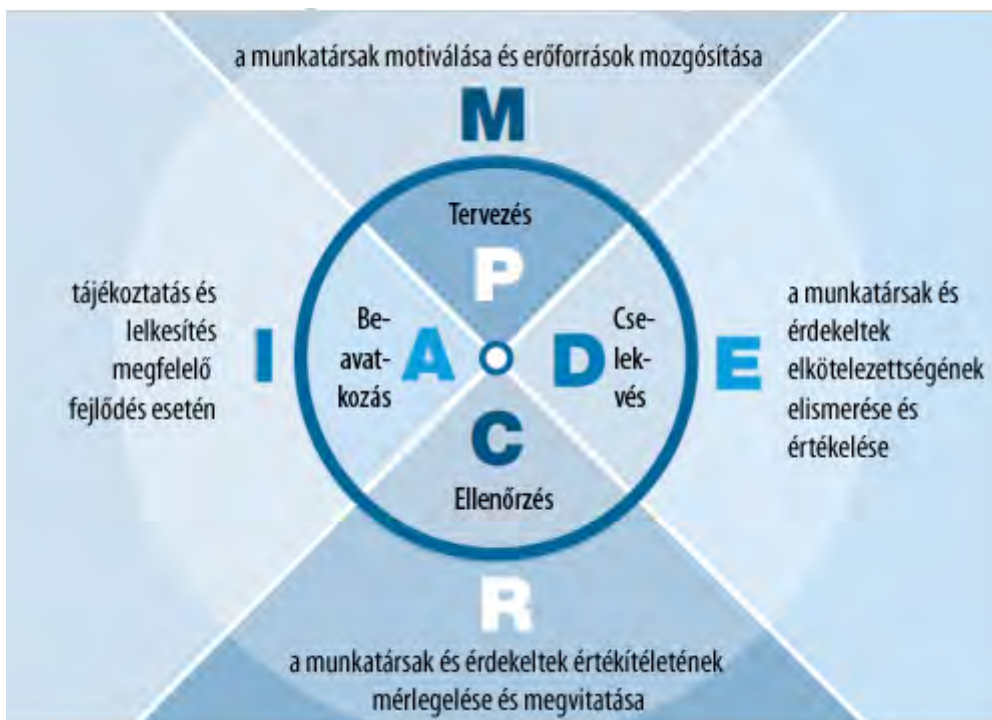 a munkatársak motiválása és erőforrások mozgósítása
M
Tervezés
P
tájékoztatás és
lelkesítés
megfelelő
fejlődés esetén
I
Be-
avat-
kozás
A
D
Cse-
lek-
vés
E
a munkatársak és
érdekeltek
elkötelezettségének
elismerése és
értékelése
C
Ellenőrzés
R
a munkatársak és érdekeltek értékítéletének
mérlegelése és megvitatása